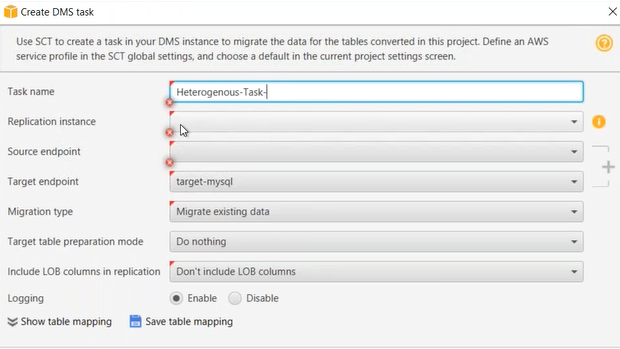 Create DMS task
Use SCT to create a task in your DMS instance to migrate the data for the tables converted in this project. Define an AWS
service profile in the SCT global settings, and choose a default in the current project settings screen.
Task name
Heterogenous-Task-
Replication instance
Source endpoint
Target endpoint
target-mysql
Migration type
Migrate existing data
Target table preparation mode
Do nothing
Include LOB columns in replication
Don't include LOB columns
Logging
Enable
Disable
Show table mapping
Save table mapping